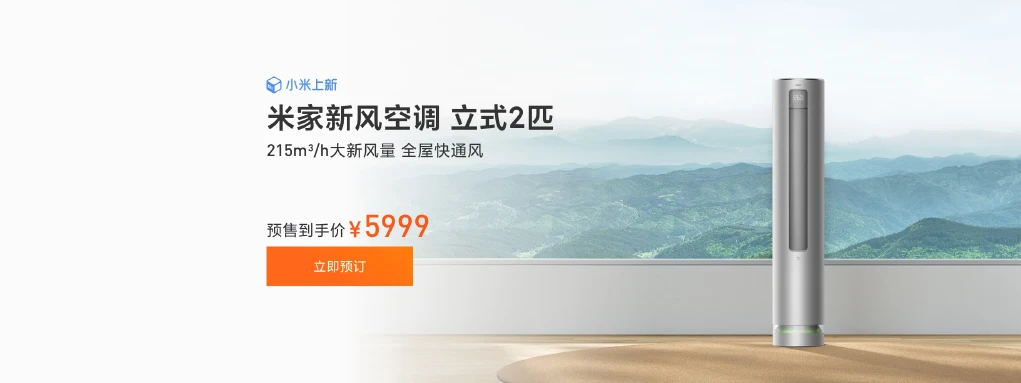 小米上新
米家新风空调 立式2匹
215m³/h大新风量 全屋快通风
预售到手价¥5999
立即预订